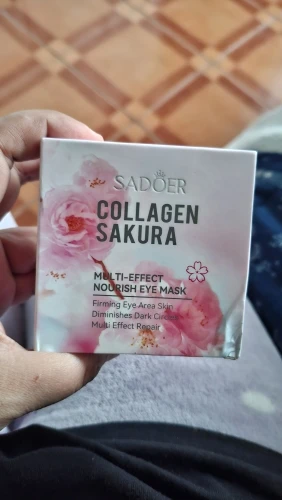 SADOER
COLLAGEN
SAKURA
MULTI-EFFECT
NOURISH EYE MASK
Firming Eye Area Skin
Diminishes Dark Circles
Multi Effect Repair